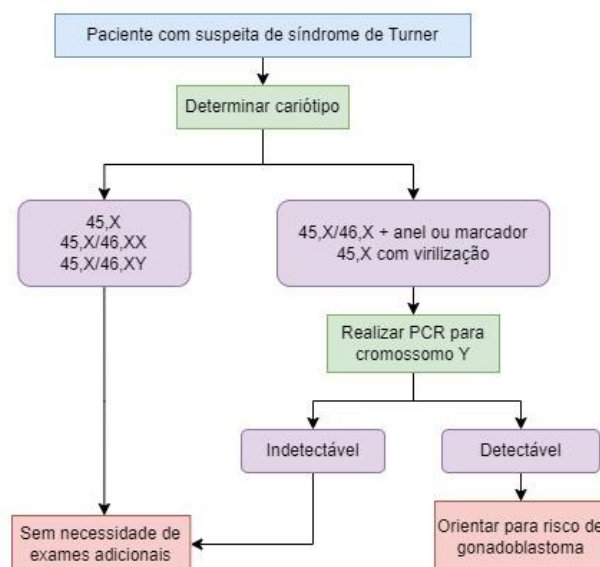 Paciente com suspeita de síndrome de Turner
Determinar cariótipo
45,X
45,X/46,XX
45,X/46,XY
45,X/46,X + anel ou marcador
45,X com virilização
Realizar PCR para
cromossomo Y
Indetectável
Detectável
Sem necessidade de
exames adicionais
Orientar para risco de
gonadoblastoma